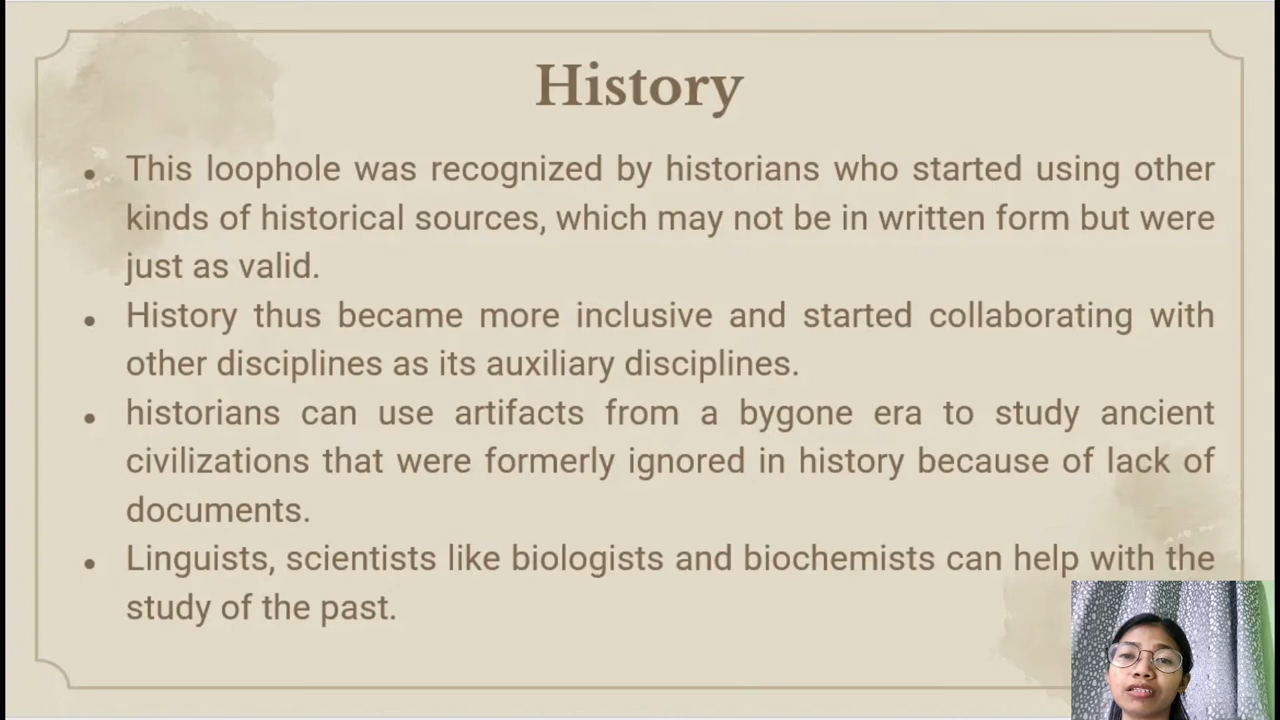 History
• This loophole was recognized by historians who started using other
kinds of historical sources, which may not be in written form but were
just as valid.
• History thus became more inclusive and started collaborating with
other disciplines as its auxiliary disciplines.
• historians can use artifacts from a bygone era to study ancient
civilizations that were formerly ignored in history because of lack of
documents.
• Linguists, scientists like biologists and biochemists can help with the
study of the past.